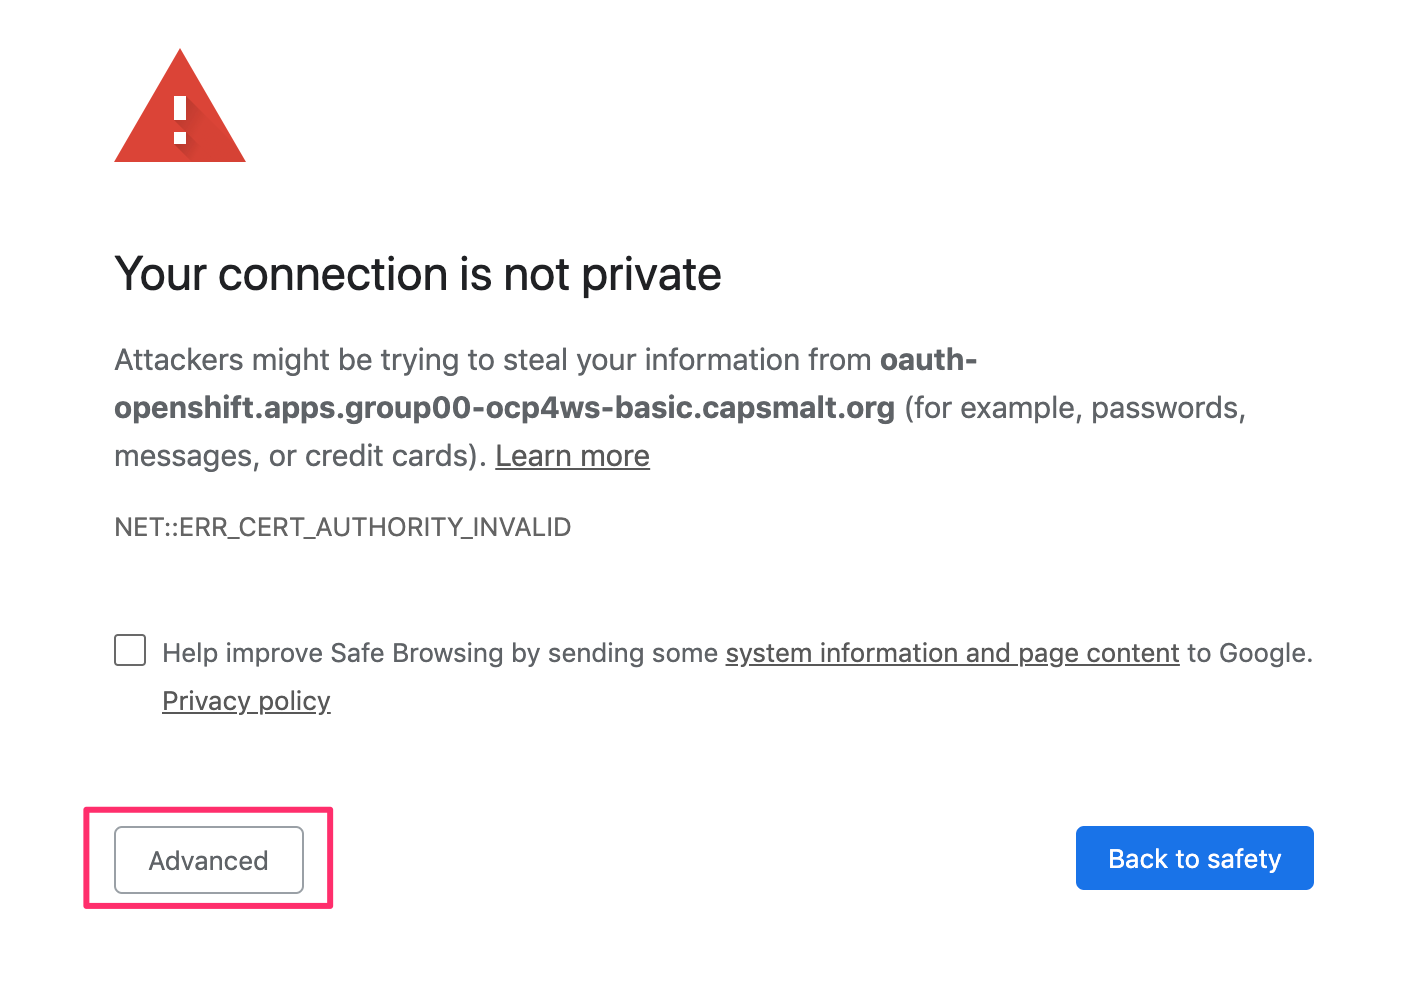 Your connection is not private
Attackers might be trying to steal your information from oauth-
openshift.apps.group00-ocp4ws-basic.capsmalt.org (for example, passwords,
messages, or credit cards). Learn more
NET::ERR_CERT_AUTHORITY_INVALID
Help improve Safe Browsing by sending some system information and page content to Google.
Privacy policy
Advanced
Back to safety